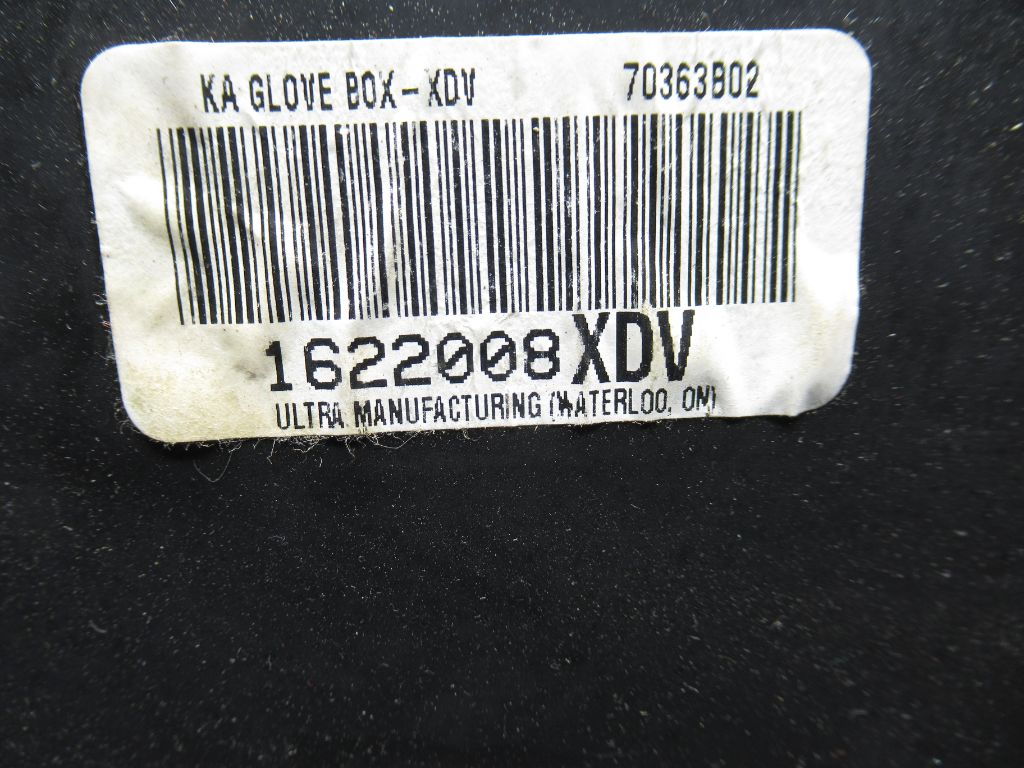 KA GLOVE BOX-XDV 70363B02
1622008XDV
ULTRA MANUFACTURING (WATERLOO, ON)